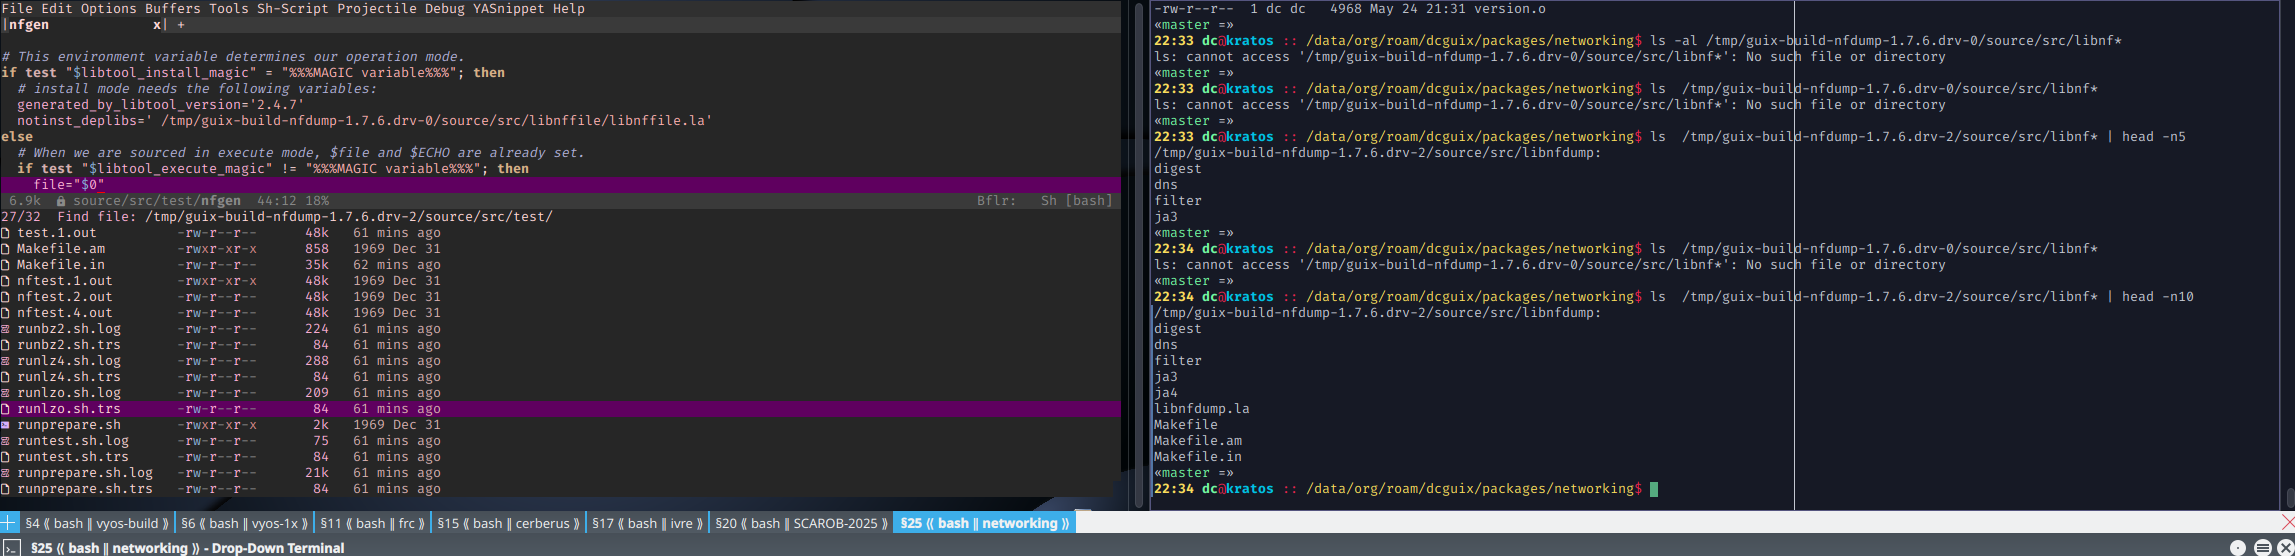 File Edit Options Buffers Tools Sh-Script Projectile Debug YASnippet Help
nfgen x +
# This environment variable determines our operation mode.
if test "$libtool_install_magic" = "%%%MAGIC variable%%%"; then
  # install mode needs the following variables:
  generated_by_libtool_version='2.4.7'
  notinst_deplibs=' /tmp/guix-build-nfdump-1.7.6.drv-0/source/src/libnffile/libnffile.la'
else
  # When we are sourced in execute mode, $file and $ECHO are already set.
  if test "$libtool_execute_magic" != "%%%MAGIC variable%%%"; then
    file="$0"
6.9k source/src/test/nfgen 44:12 18% Bflr: Sh [bash]
27/32 Find file: /tmp/guix-build-nfdump-1.7.6.drv-2/source/src/test/
test.1.out -rw-r--r-- 48k 61 mins ago
Makefile.am -rwxr-xr-x 858 1969 Dec 31
Makefile.in -rw-r--r-- 35k 62 mins ago
nftest.1.out -rwxr-xr-x 48k 1969 Dec 31
nftest.2.out -rw-r--r-- 48k 1969 Dec 31
nftest.4.out -rw-r--r-- 48k 1969 Dec 31
runbz2.sh.log -rw-r--r-- 224 61 mins ago
runbz2.sh.trs -rw-r--r-- 84 61 mins ago
runlz4.sh.log -rw-r--r-- 288 61 mins ago
runlz4.sh.trs -rw-r--r-- 84 61 mins ago
runlzo.sh.log -rw-r--r-- 209 61 mins ago
runlzo.sh.trs -rw-r--r-- 84 61 mins ago
runprepare.sh -rwxr-xr-x 2k 1969 Dec 31
runtest.sh.log -rw-r--r-- 75 61 mins ago
runtest.sh.trs -rw-r--r-- 84 61 mins ago
runprepare.sh.log -rw-r--r-- 21k 61 mins ago
runprepare.sh.trs -rw-r--r-- 84 61 mins ago
-rw-r--r-- 1 dc dc 4968 May 24 21:31 version.o
«master =»
22:33 dc@kratos :: /data/org/roam/dcguix/packages/networking$ ls -al /tmp/guix-build-nfdump-1.7.6.drv-0/source/src/libnf*
ls: cannot access '/tmp/guix-build-nfdump-1.7.6.drv-0/source/src/libnf*': No such file or directory
«master =»
22:33 dc@kratos :: /data/org/roam/dcguix/packages/networking$ ls  /tmp/guix-build-nfdump-1.7.6.drv-0/source/src/libnf*
ls: cannot access '/tmp/guix-build-nfdump-1.7.6.drv-0/source/src/libnf*': No such file or directory
«master =»
22:33 dc@kratos :: /data/org/roam/dcguix/packages/networking$ ls  /tmp/guix-build-nfdump-1.7.6.drv-2/source/src/libnf* | head -n5
/tmp/guix-build-nfdump-1.7.6.drv-2/source/src/libnfdump:
digest
dns
filter
ja3
«master =»
22:34 dc@kratos :: /data/org/roam/dcguix/packages/networking$ ls  /tmp/guix-build-nfdump-1.7.6.drv-0/source/src/libnf*
ls: cannot access '/tmp/guix-build-nfdump-1.7.6.drv-0/source/src/libnf*': No such file or directory
«master =»
22:34 dc@kratos :: /data/org/roam/dcguix/packages/networking$ ls  /tmp/guix-build-nfdump-1.7.6.drv-2/source/src/libnf* | head -n10
/tmp/guix-build-nfdump-1.7.6.drv-2/source/src/libnfdump:
digest
dns
filter
ja3
ja4
libnfdump.la
Makefile
Makefile.am
Makefile.in
«master =»
22:34 dc@kratos :: /data/org/roam/dcguix/packages/networking$
§4 ⟪ bash ‖ vyos-build ⟫ §6 ⟪ bash ‖ vyos-1x ⟫ §11 ⟪ bash ‖ frc ⟫ §15 ⟪ bash ‖ cerberus ⟫ §17 ⟪ bash ‖ ivre ⟫ §20 ⟪ bash ‖ SCAROB-2025 ⟫ §25 ⟪ bash ‖ networking ⟫
§25 ⟪ bash ‖ networking ⟫ - Drop-Down Terminal